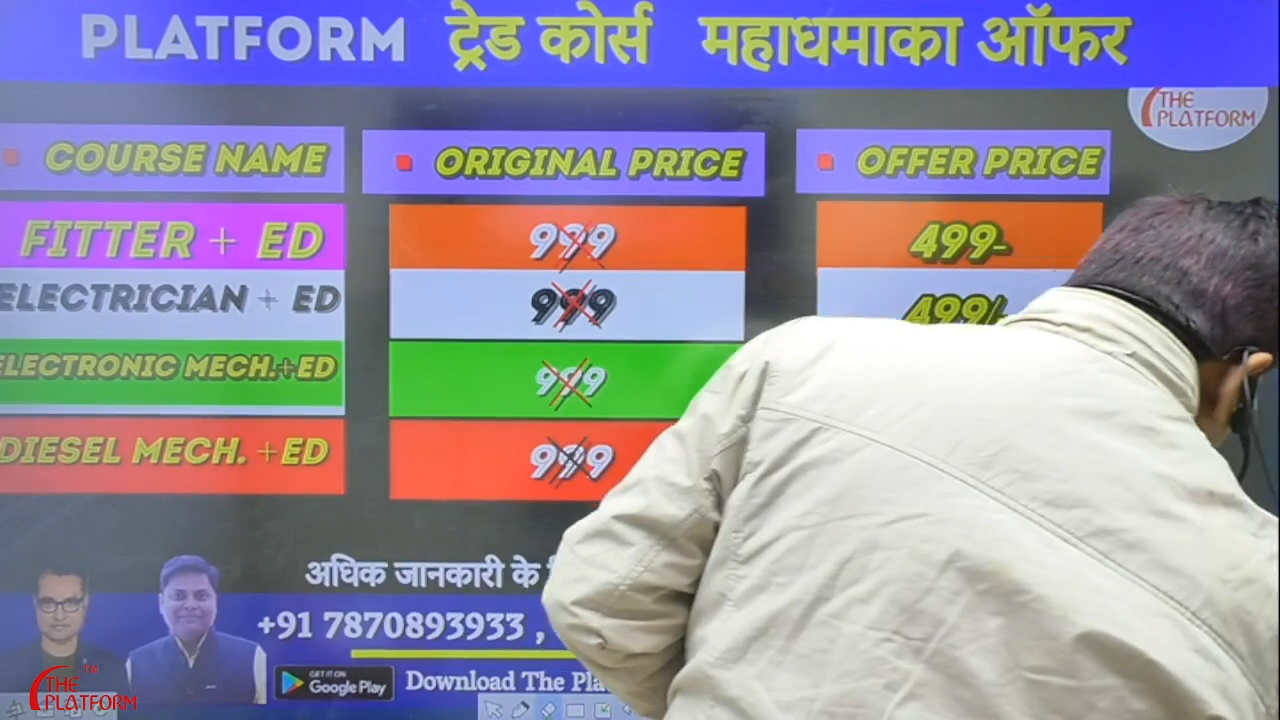 PLATFORM ट्रेड कोर्स महाधमाका ऑफर
THE
PLATFORM
COURSE NAME ORIGINAL PRICE OFFER PRICE
FITTER + ED 999 499-
ELECTRICIAN + ED 999 499/-
ELECTRONIC MECH.+ED 999
DIESEL MECH. +ED 999
अधिक जानकारी के
+91 7870893933 ,
GET IT ON
Google Play
Download The
THE
PLATFORM
TM